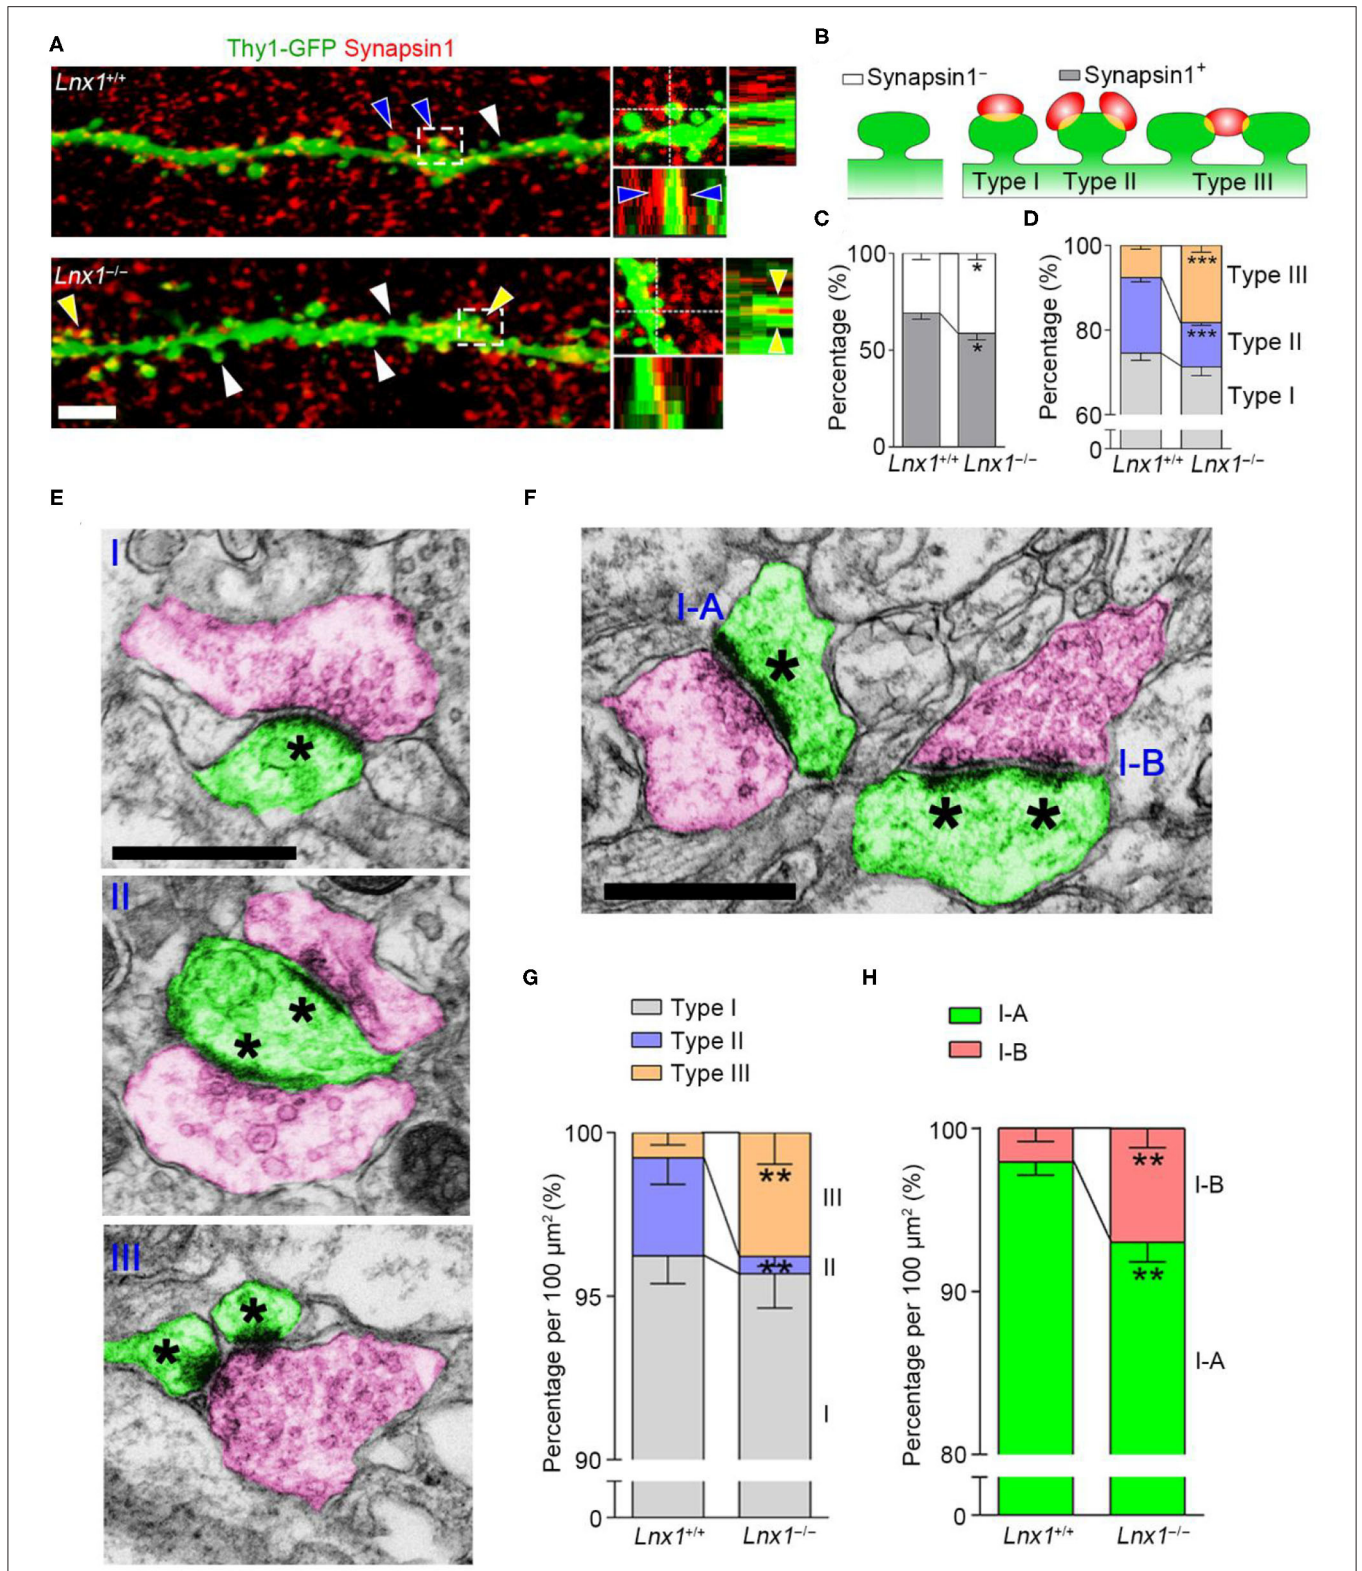 A
Thy1-GFP Synapsin1
Lnx1+/+
Lnx1−/−
B
Synapsin1− Synapsin1+
Type I Type II Type III
C
Percentage (%)
100
50
0
*
*
Lnx1+/+ Lnx1−/−
D
Percentage (%)
100
80
60
0
***
***
Type III
Type II
Type I
Lnx1+/+ Lnx1−/−
E
I
*
II
*
*
III
*
*
F
I-A
*
I-B
* *
G
Type I
Type II
Type III
Percentage per 100 µm2 (%)
100
95
90
0
**
**
III
II
I
Lnx1+/+ Lnx1−/−
H
I-A
I-B
Percentage per 100 µm2 (%)
100
90
80
0
**
**
I-B
I-A
Lnx1+/+ Lnx1−/−